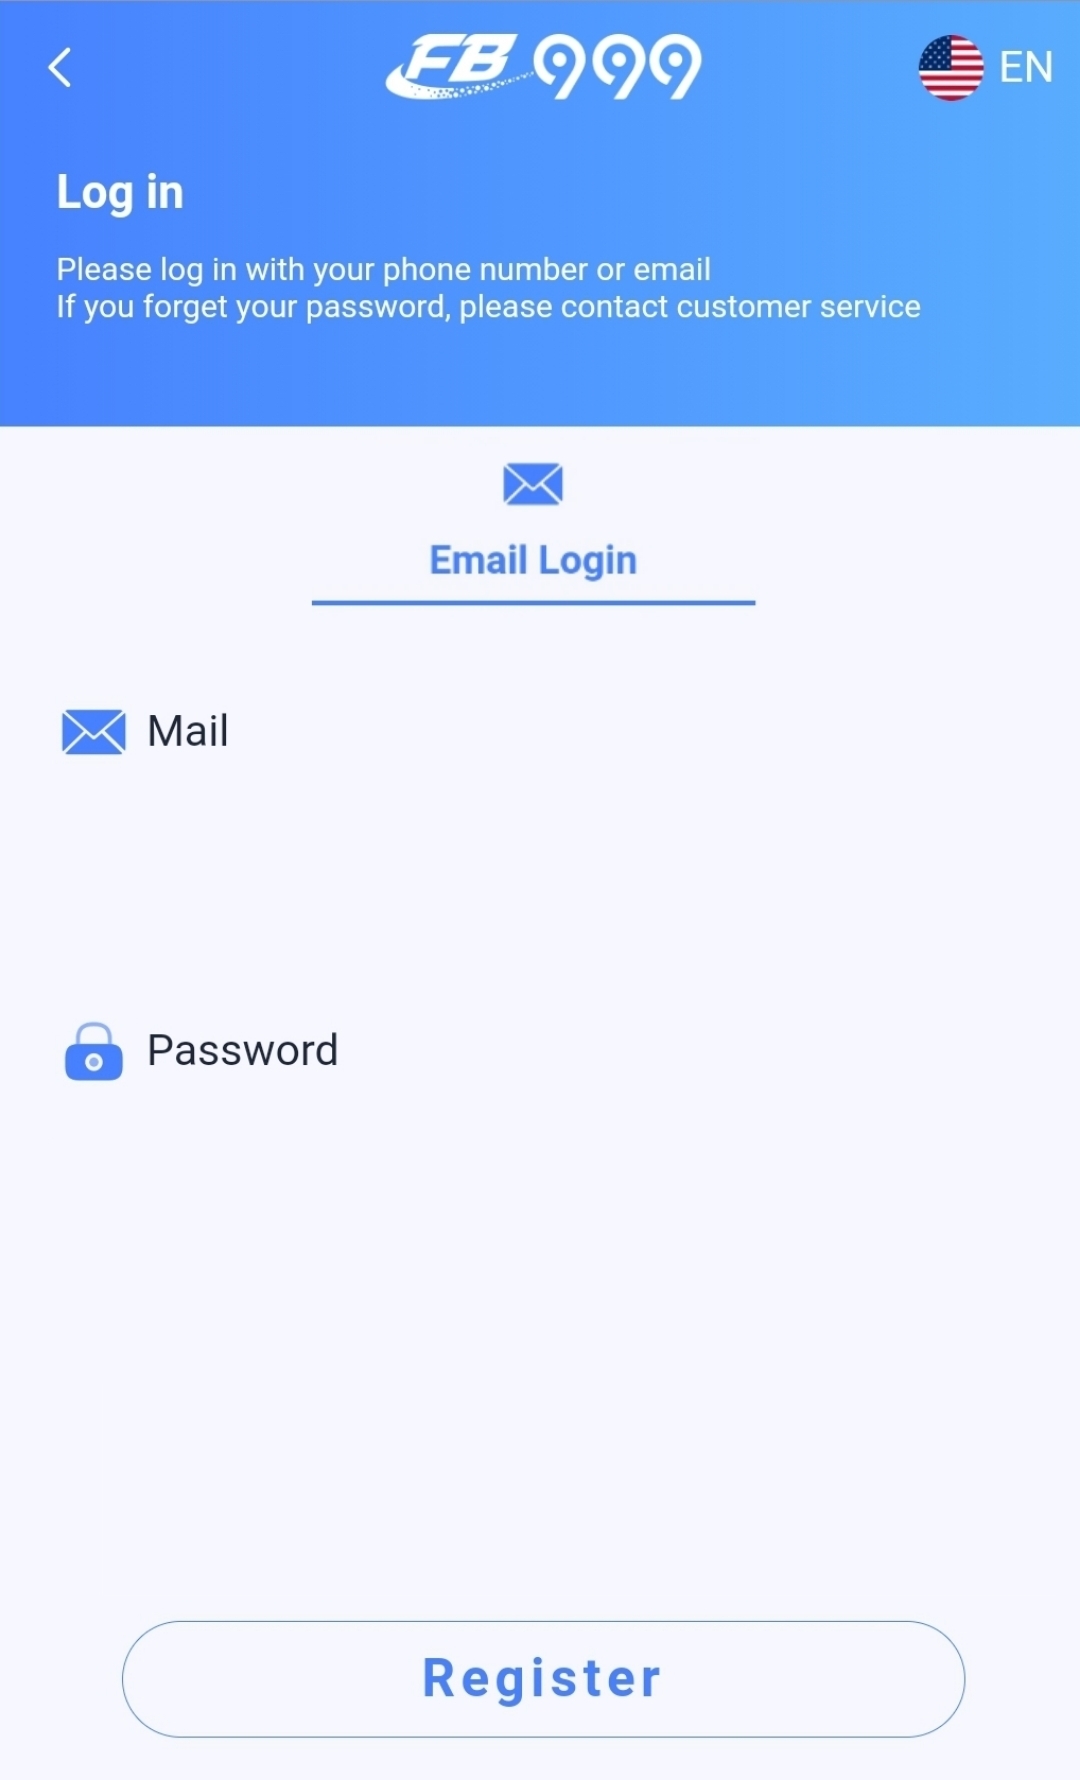 FB999
EN
Log in
Please log in with your phone number or email
If you forget your password, please contact customer service
Email Login
Mail
Password
Register